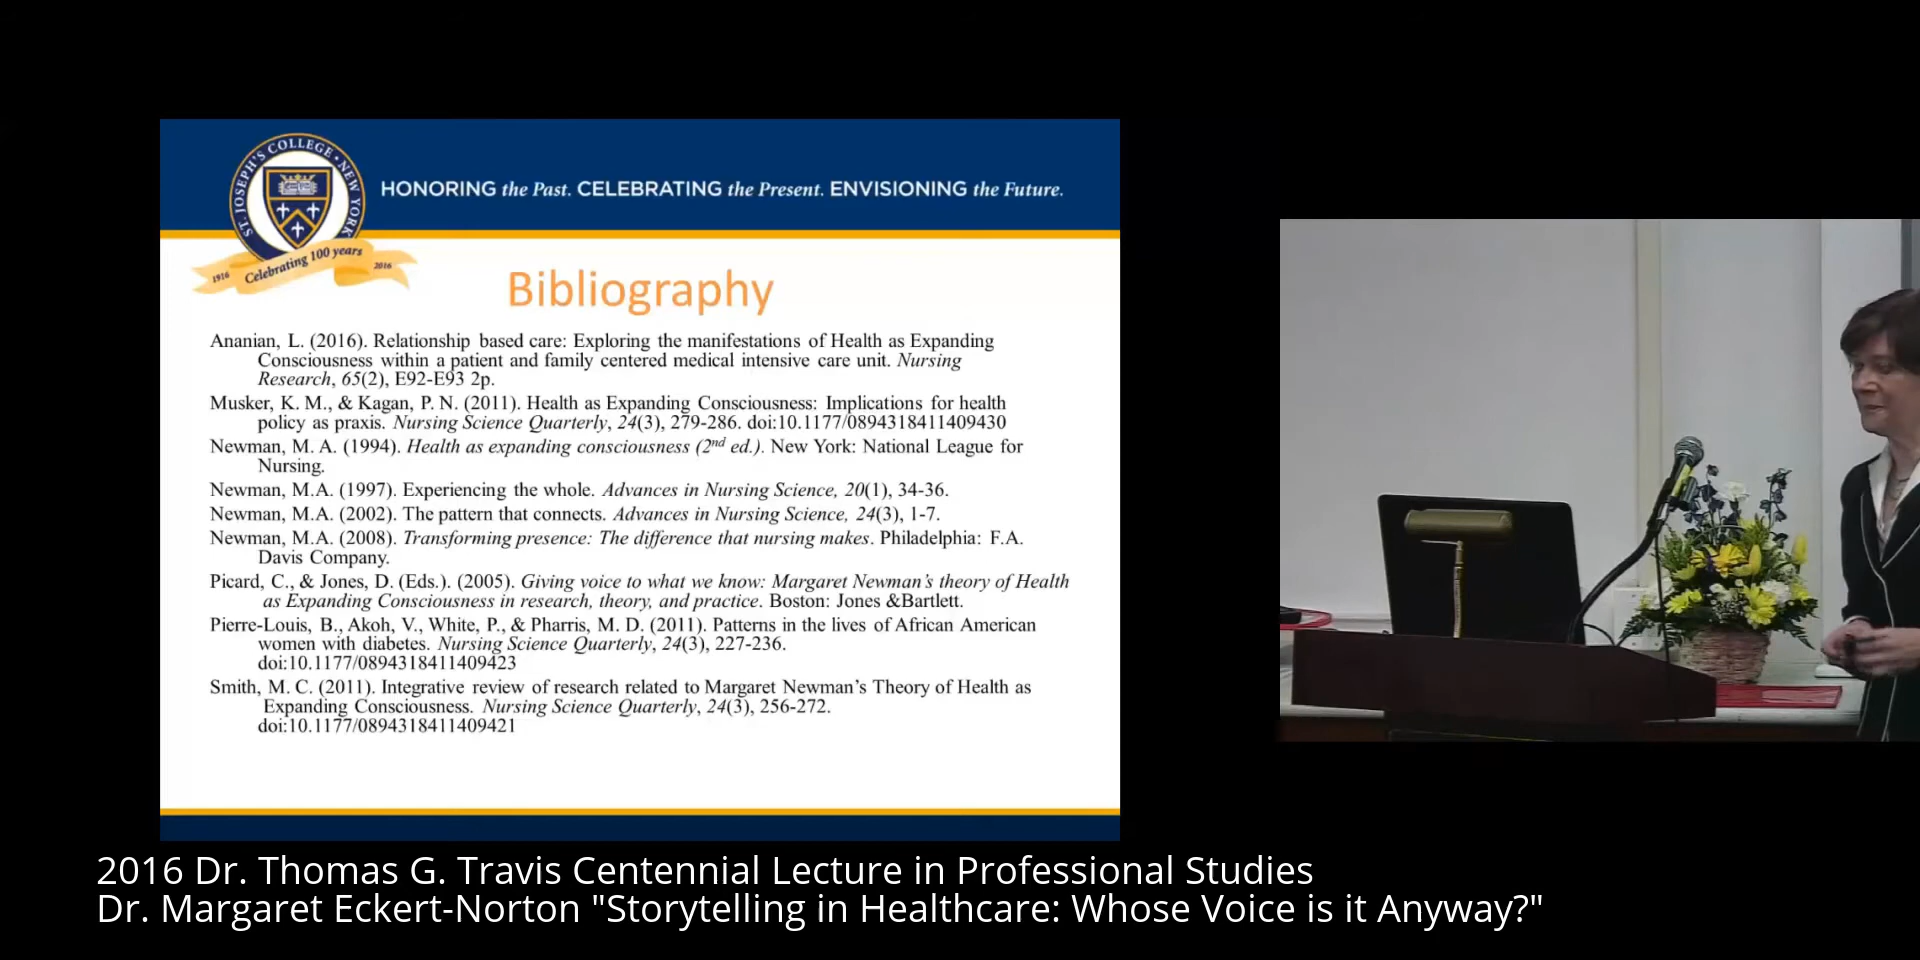 ST. JOSEPH'S COLLEGE • NEW YORK
1916 Celebrating 100 years 2016
HONORING the Past. CELEBRATING the Present. ENVISIONING the Future.
Bibliography
Ananian, L. (2016). Relationship based care: Exploring the manifestations of Health as Expanding
Consciousness within a patient and family centered medical intensive care unit. Nursing
Research, 65(2), E92-E93 2p.
Musker, K. M., & Kagan, P. N. (2011). Health as Expanding Consciousness: Implications for health
policy as praxis. Nursing Science Quarterly, 24(3), 279-286. doi:10.1177/0894318411409430
Newman, M. A. (1994). Health as expanding consciousness (2nd ed.). New York: National League for
Nursing.
Newman, M.A. (1997). Experiencing the whole. Advances in Nursing Science, 20(1), 34-36.
Newman, M.A. (2002). The pattern that connects. Advances in Nursing Science, 24(3), 1-7.
Newman, M.A. (2008). Transforming presence: The difference that nursing makes. Philadelphia: F.A.
Davis Company.
Picard, C., & Jones, D. (Eds.). (2005). Giving voice to what we know: Margaret Newman's theory of Health
as Expanding Consciousness in research, theory, and practice. Boston: Jones &Bartlett.
Pierre-Louis, B., Akoh, V., White, P., & Pharris, M. D. (2011). Patterns in the lives of African American
women with diabetes. Nursing Science Quarterly, 24(3), 227-236.
doi:10.1177/0894318411409423
Smith, M. C. (2011). Integrative review of research related to Margaret Newman's Theory of Health as
Expanding Consciousness. Nursing Science Quarterly, 24(3), 256-272.
doi:10.1177/0894318411409421
2016 Dr. Thomas G. Travis Centennial Lecture in Professional Studies
Dr. Margaret Eckert-Norton "Storytelling in Healthcare: Whose Voice is it Anyway?"